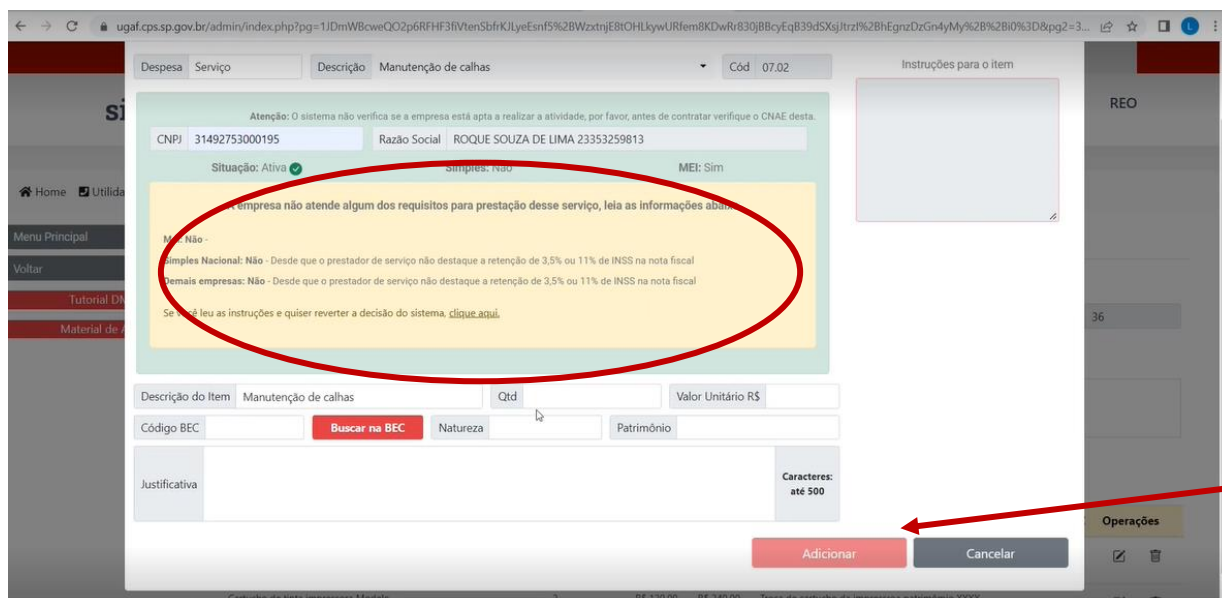 ugaf.cps.sp.gov.br/admin/index.php?pg=1JDmWBcweQO2p6RFHF3fiVtenSbfrKJLyeEsnf5%2BWzxtnjE8tOHLkywURfem8KDwRr830jBBcyEqB39dSXsjJtrzI%2BhEgnzDzGn4yMy%2B%2Bi0%3D&pg2=3...
L
Despesa Serviço Descrição Manutenção de calhas Cód 07.02 Instruções para o item
REO
si
Atenção: O sistema não verifica se a empresa está apta a realizar a atividade, por favor, antes de contratar verifique o CNAE desta.
CNPJ 31492753000195 Razão Social ROQUE SOUZA DE LIMA 23353259813
Situação: Ativa Simples: Não MEI: Sim
Home Utilida
empresa não atende algum dos requisitos para prestação desse serviço, leia as informações
Menu Principal
Não -
Voltar
Simples Nacional: Não - Desde que o prestador de serviço não destaque a retenção de 3,5% ou 11% de INSS na nota fiscal
Demais empresas: Não - Desde que o prestador de serviço não destaque a retenção de 3,5% ou 11% de INSS na nota fiscal
Tutorial DM
Se você leu as instruções e quiser reverter a decisão do sistema, clique aqui.
36
Material de A
Descrição do Item Manutenção de calhas Qtd Valor Unitário R$
Código BEC Buscar na BEC Natureza Patrimônio
Justificativa
Caracteres:
até 500
Operações
Adicionar Cancelar